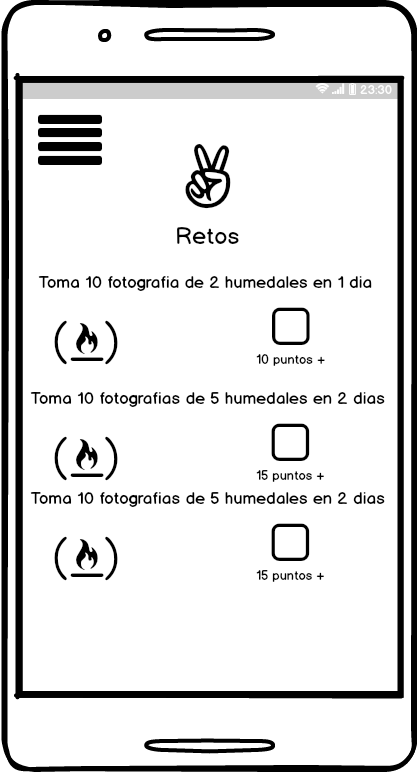 23:30
Retos
Toma 10 fotografia de 2 humedales en 1 dia
10 puntos +
Toma 10 fotografias de 5 humedales en 2 dias
15 puntos +
Toma 10 fotografias de 5 humedales en 2 dias
15 puntos +